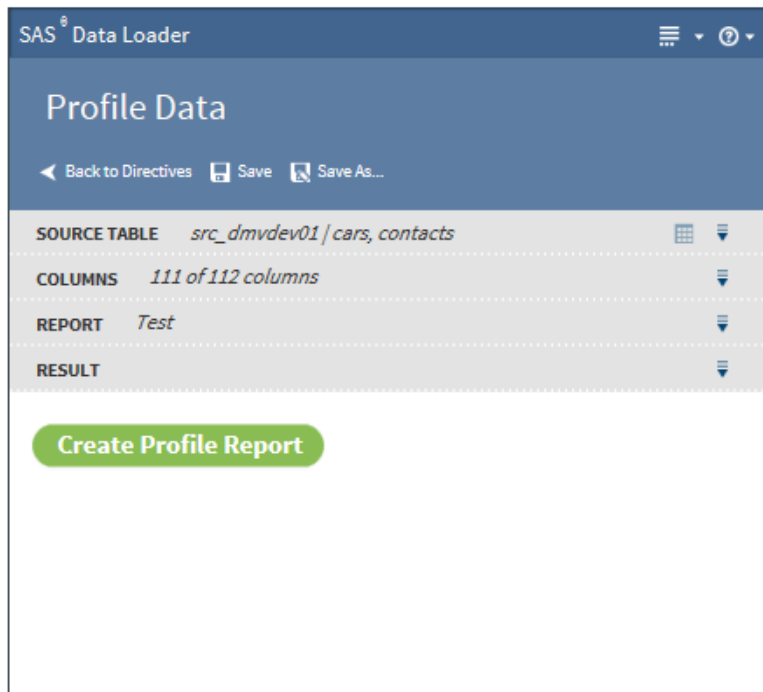 SAS® Data Loader
Profile Data
Back to Directives Save Save As...
SOURCE TABLE src_dmvdev01 | cars, contacts
COLUMNS 111 of 112 columns
REPORT Test
RESULT
Create Profile Report